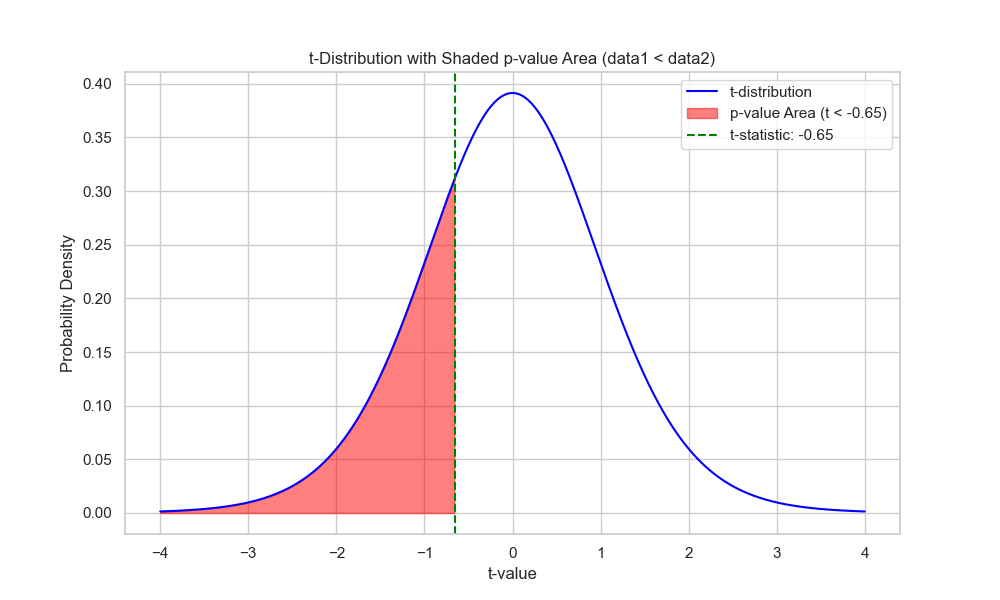 t-Distribution with Shaded p-value Area (data1 < data2)
t-distribution
p-value Area (t < -0.65)
t-statistic: -0.65
Probability Density
0.40
0.35
0.30
0.25
0.20
0.15
0.10
0.05
0.00
−4 −3 −2 −1 0 1 2 3 4
t-value